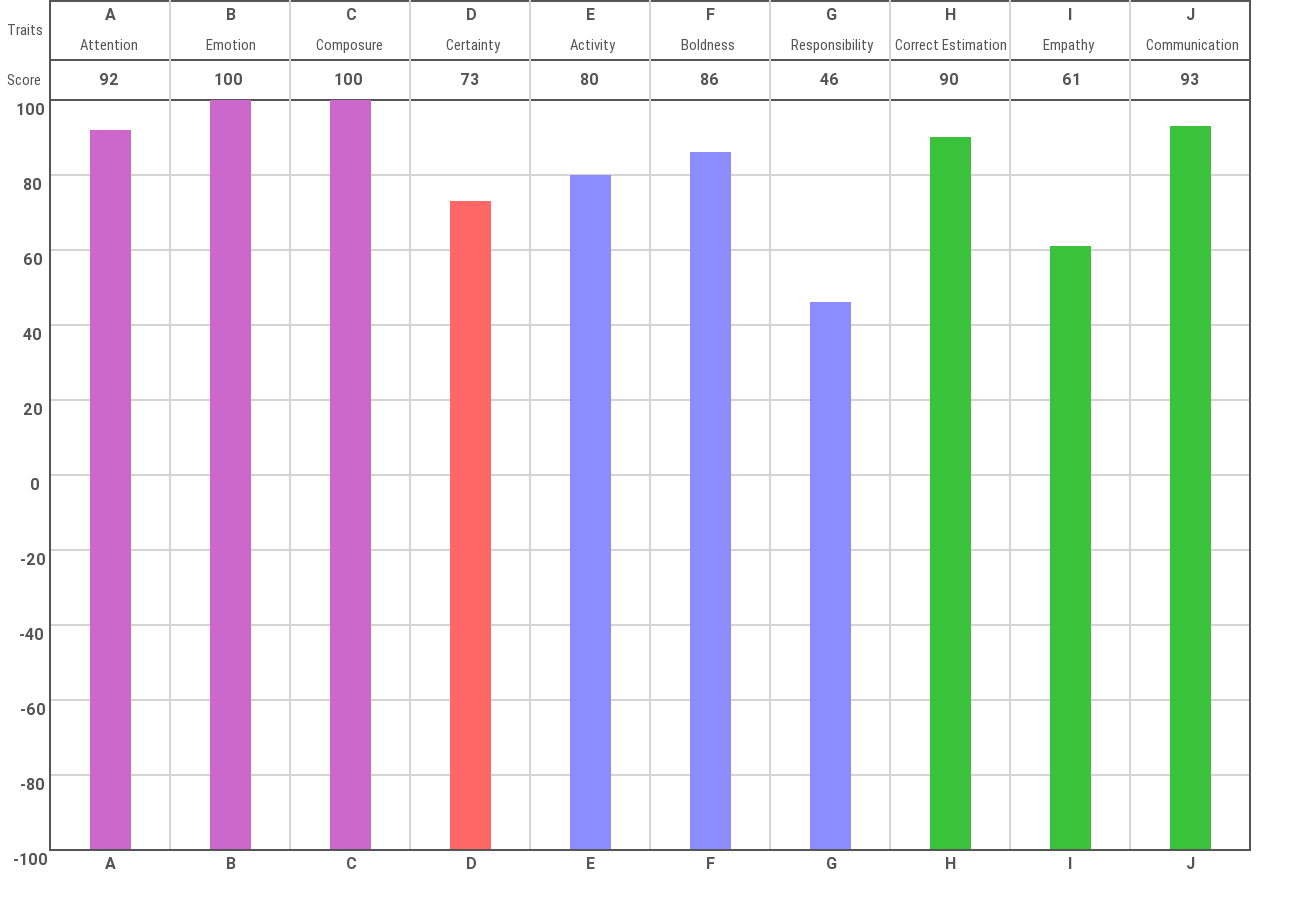 A B C D E F G H I J
Traits
Attention Emotion Composure Certainty Activity Boldness Responsibility Correct Estimation Empathy Communication
Score 92 100 100 73 80 86 46 90 61 93
100
80
60
40
20
0
-20
-40
-60
-80
-100
A B C D E F G H I J